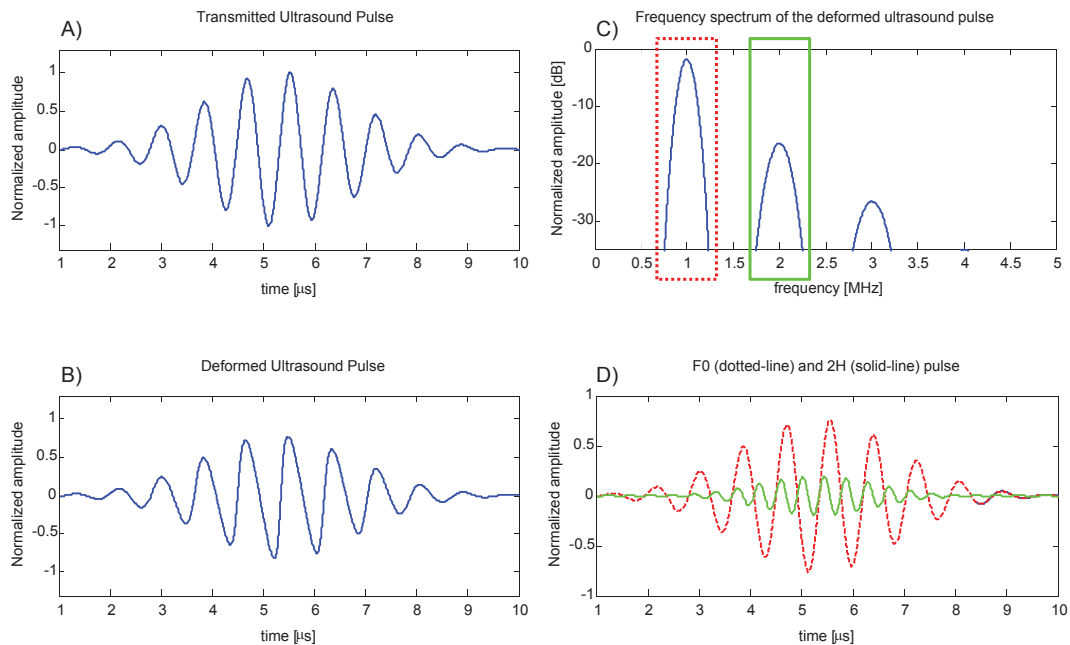 A)
Transmitted Ultrasound Pulse
Normalized amplitude
1
0.5
0
-0.5
-1
1 2 3 4 5 6 7 8 9 10
time [μs]
C)
Frequency spectrum of the deformed ultrasound pulse
Normalized amplitude [dB]
0
-10
-20
-30
0 0.5 1 1.5 2 2.5 3 3.5 4 4.5 5
frequency [MHz]
B)
Deformed Ultrasound Pulse
Normalized amplitude
1
0.5
0
-0.5
-1
1 2 3 4 5 6 7 8 9 10
time [μs]
D)
F0 (dotted-line) and 2H (solid-line) pulse
Normalized amplitude
1
0.5
0
-0.5
-1
1 2 3 4 5 6 7 8 9 10
time [μs]